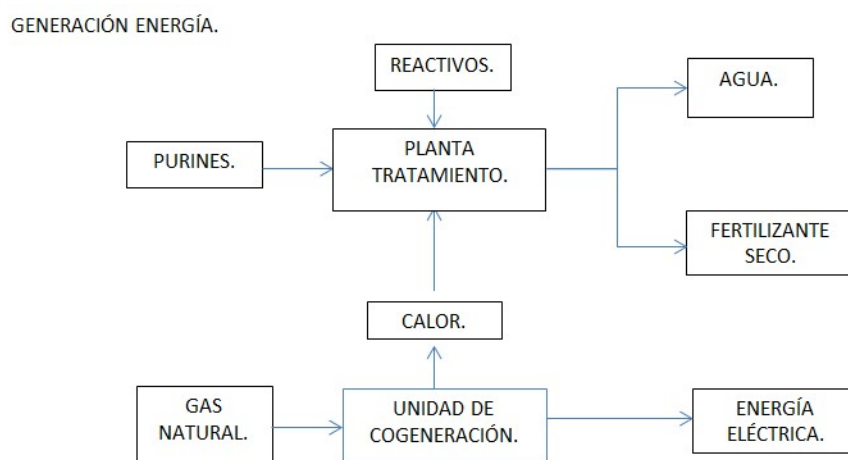 GENERACIÓN ENERGÍA.
REACTIVOS.
AGUA.
PURINES.
PLANTA
TRATAMIENTO.
FERTILIZANTE
SECO.
CALOR.
GAS
NATURAL.
UNIDAD DE
COGENERACIÓN.
ENERGÍA
ELÉCTRICA.